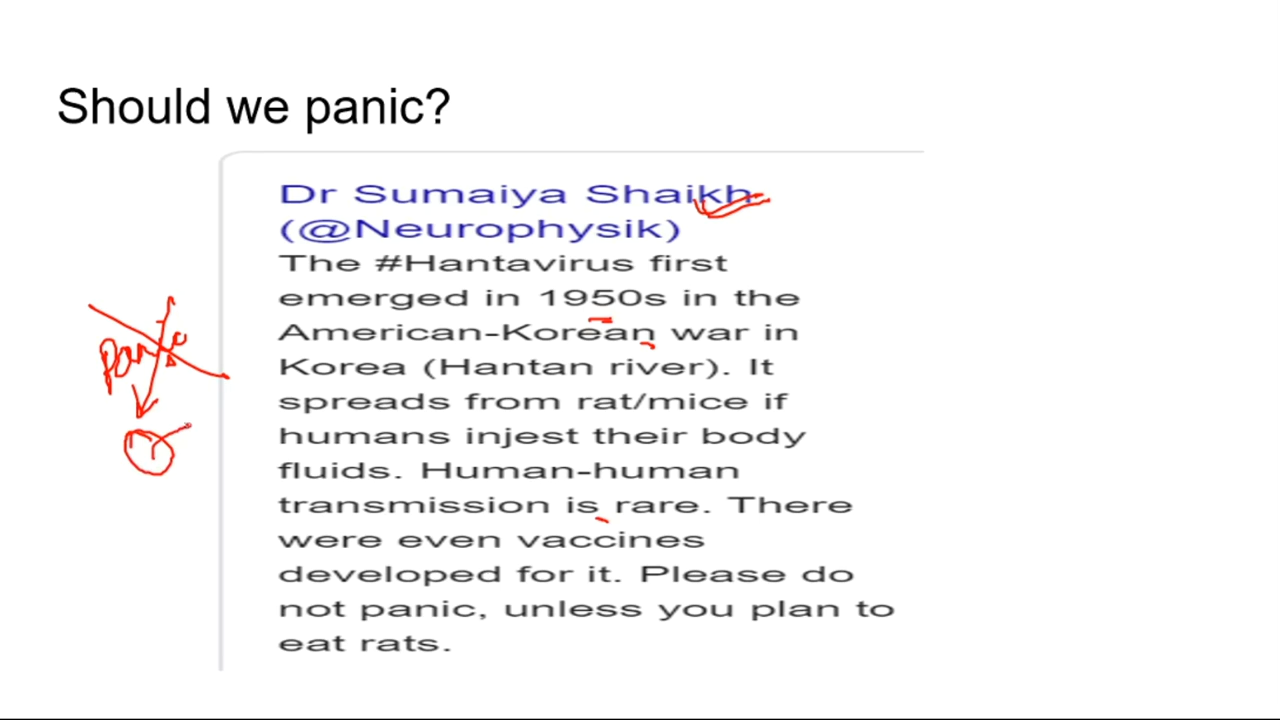 Should we panic?
Dr Sumaiya Shaikh
(@Neurophysik)
The #Hantavirus first
emerged in 1950s in the
American-Korean war in
Korea (Hantan river). It
spreads from rat/mice if
humans injest their body
fluids. Human-human
transmission is rare. There
were even vaccines
developed for it. Please do
not panic, unless you plan to
eat rats.
Panic